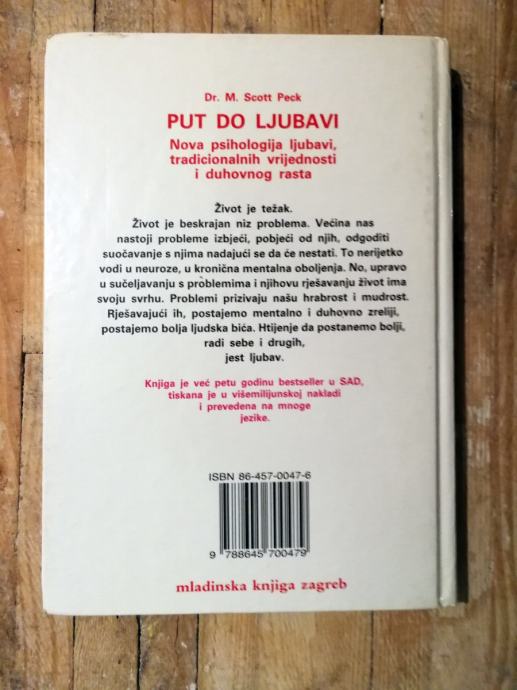 Dr. M. Scott Peck
PUT DO LJUBAVI
Nova psihologija ljubavi,
tradicionalnih vrijednosti
i duhovnog rasta
Život je težak.
Život je beskrajan niz problema. Većina nas
nastoji probleme izbjeći, pobjeći od njih, odgoditi
suočavanje s njima nadajući se da će nestati. To nerijetko
vodi u neuroze, u kronična mentalna oboljenja. No, upravo
u sučeljavanju s problemima i njihovu rješavanju život ima
svoju svrhu. Problemi prizivaju našu hrabrost i mudrost.
Rješavajući ih, postajemo mentalno i duhovno zreliji,
postajemo bolja ljudska bića. Htijenje da postanemo bolji,
radi sebe i drugih,
jest ljubav.
Knjiga je već petu godinu bestseller u SAD,
tiskana je u višemilijunskoj nakladi
i prevedena na mnoge
jezike.
ISBN 86-457-0047-6
9 788645 700479
mladinska knjiga zagreb